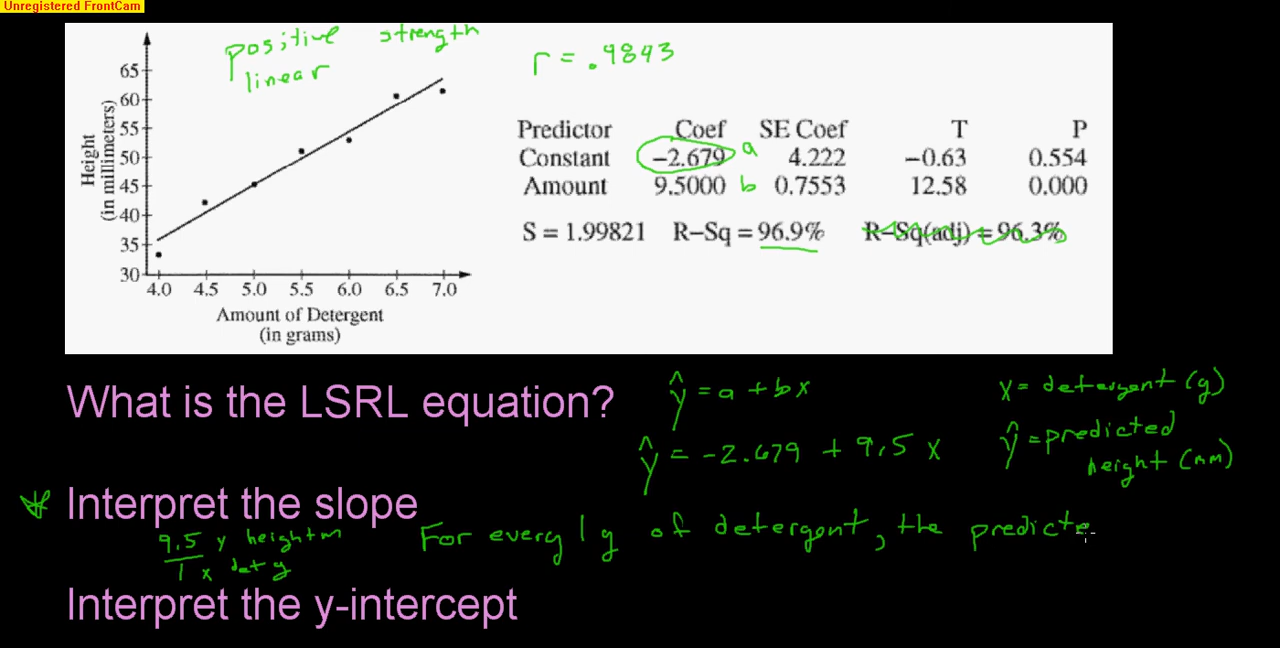 Unregistered FrontCam
positive strength
linear
r = .9843
65
60
55
50
45
40
35
30
Height
(in millimeters)
4.0 4.5 5.0 5.5 6.0 6.5 7.0
Amount of Detergent
(in grams)
Predictor Coef SE Coef T P
Constant −2.679 a 4.222 −0.63 0.554
Amount 9.5000 b 0.7553 12.58 0.000
S = 1.99821 R−Sq = 96.9% R−Sq(adj) = 96.3%
What is the LSRL equation?
ŷ = a + bx
x = detergent (g)
ŷ = -2.679 + 9.5 x
ŷ = predicted
height (mm)
Interpret the slope
9.5 y height m
1 x det g
For every 1 g of detergent, the predicte
Interpret the y-intercept